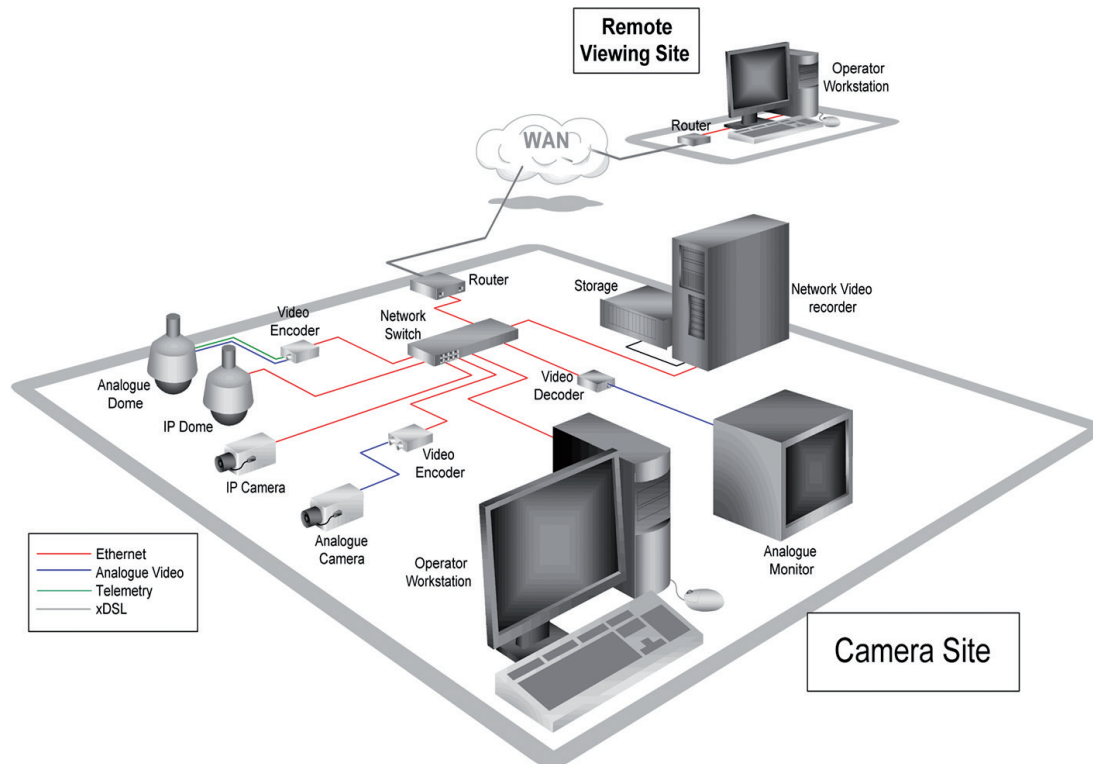 Remote
Viewing Site
Operator
Workstation
Router
WAN
Router
Storage
Network Video
recorder
Video
Encoder
Network
Switch
Analogue
Dome
IP Dome
Video
Decoder
IP Camera
Video
Encoder
Analogue
Camera
Operator
Workstation
Analogue
Monitor
Ethernet
Analogue Video
Telemetry
xDSL
Camera Site